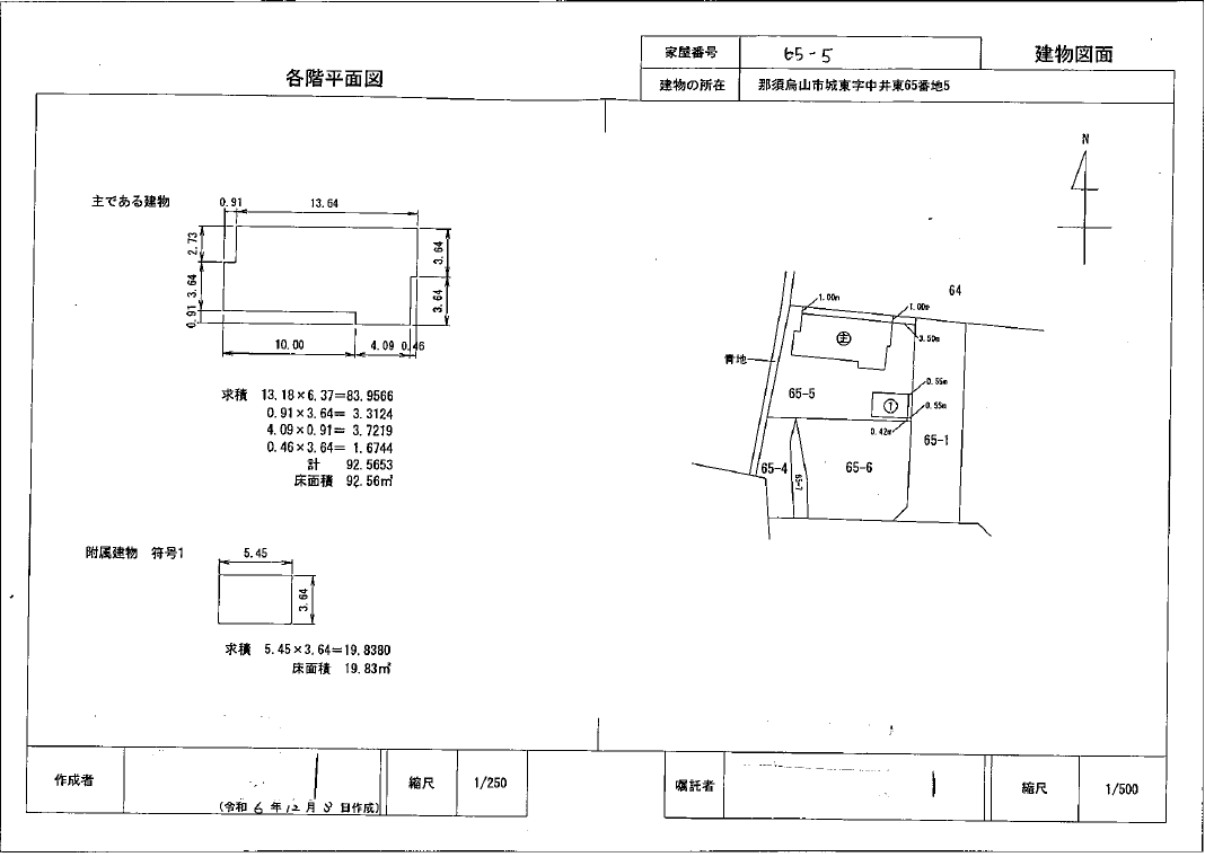 家屋番号 65-5
建物図面
各階平面図
建物の所在 那須烏山市城東字中井東65番地5
主である建物
0.91 13.64
2.73
3.64
0.91
3.64
3.64
10.00 4.09 0.46
求積 13.18×6.37=83.9566
0.91×3.64= 3.3124
4.09×0.91= 3.7219
0.46×3.64= 1.6744
計 92.5653
床面積 92.56㎡
附属建物 符号1
5.45
3.64
求積 5.45×3.64=19.8380
床面積 19.83㎡
N
64
1.00m
1.00m
主
3.50m
青地
65-5
0.55m
1
0.55m
0.42m
65-1
65-4
65-7
65-6
作成者
(令和6年12月8日作成)
縮尺 1/250
嘱託者
縮尺 1/500